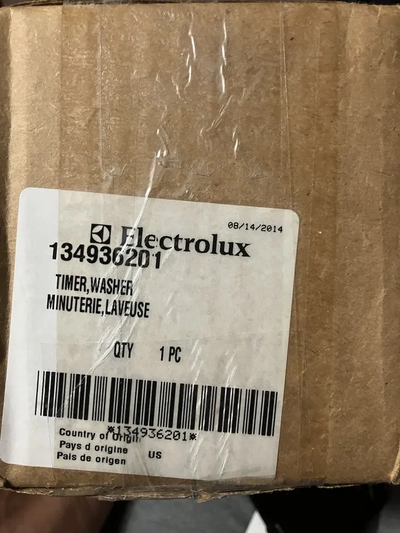 08/14/2014
Electrolux
134936201
TIMER,WASHER
MINUTERIE,LAVEUSE
QTY 1 PC
*134936201*
Country of Origin
Pays d origine US
Pais de origen